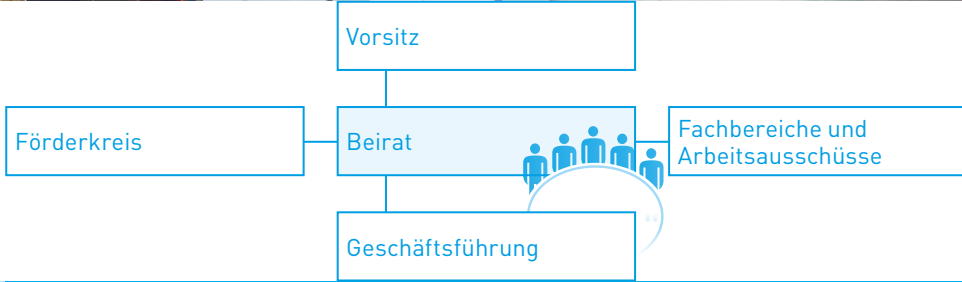 Vorsitz
Förderkreis
Beirat
Fachbereiche und
Arbeitsausschüsse
Geschäftsführung